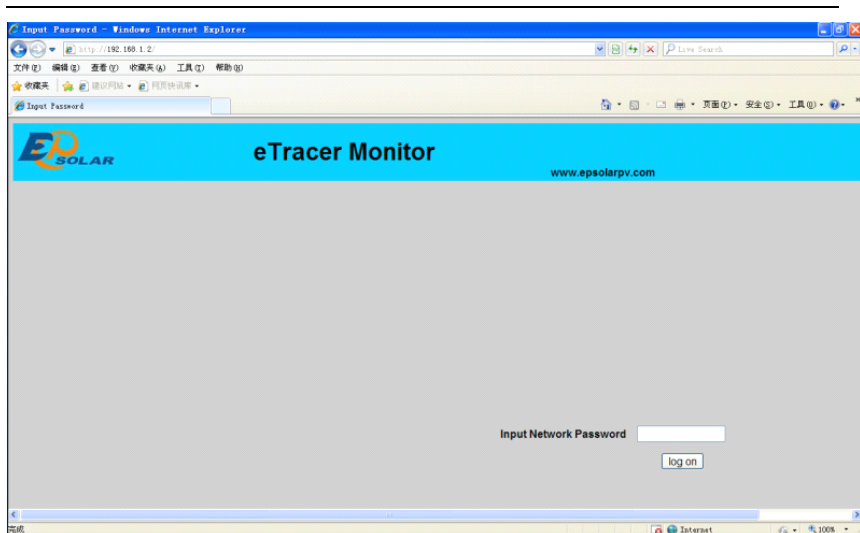 Input Password - Windows Internet Explorer
http://192.168.1.2/
Live Search
文件(F) 编辑(E) 查看(V) 收藏夹(A) 工具(T) 帮助(H)
收藏夹 建议网站 网页快讯库
Input Password
页面(P) 安全(S) 工具(O)
EP SOLAR
eTracer Monitor
www.epsolarpv.com
Input Network Password
log on
完成
Internet
100%